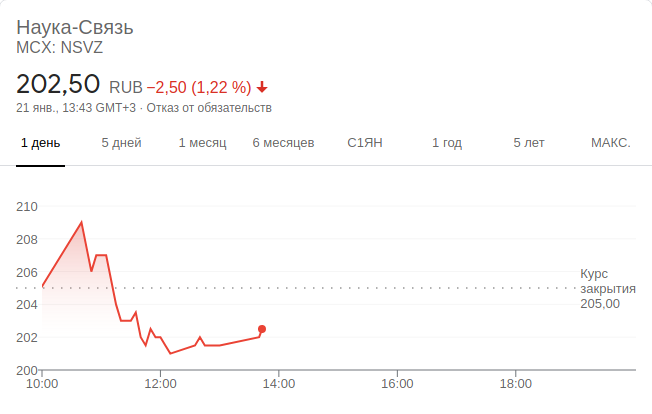 Наука-Связь
MCX: NSVZ
202,50 RUB −2,50 (1,22 %)
21 янв., 13:43 GMT+3 · Отказ от обязательств
1 день 5 дней 1 месяц 6 месяцев С1ЯН 1 год 5 лет МАКС.
210
208
206
204
202
200
Курс
закрытия
205,00
10:00 12:00 14:00 16:00 18:00